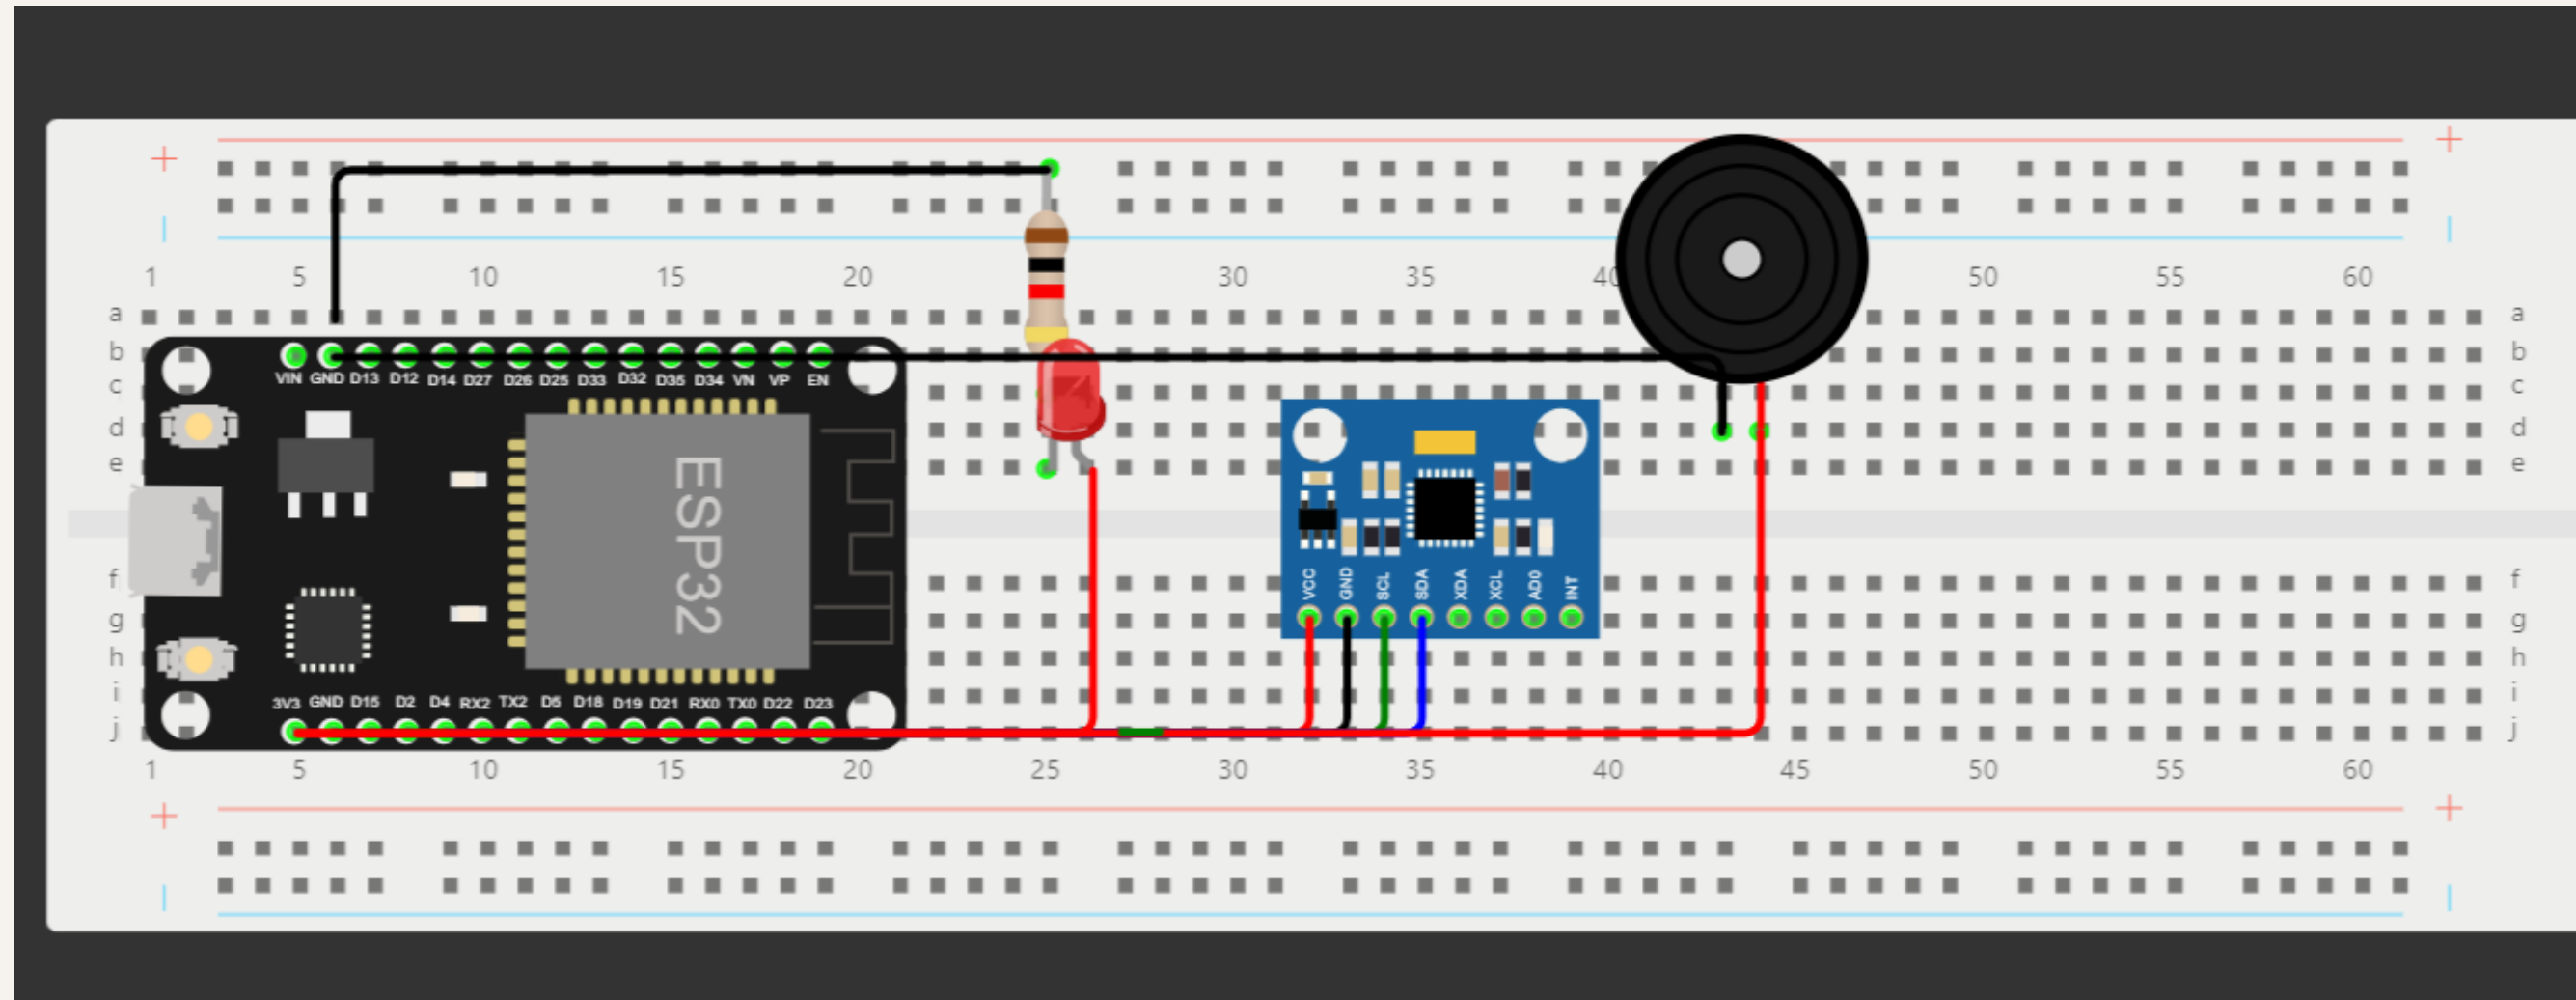 + +
1 5 10 15 20 30 35 40 50 55 60
a a
b b
VIN GND D13 D12 D14 D27 D26 D25 D33 D32 D35 D34 VN VP EN
c c
d d
e e
ESP32
f VCC GND SCL SDA XDA XCL AD0 INT f
g g
h h
i i
3V3 GND D15 D2 D4 RX2 TX2 D5 D18 D19 D21 RX0 TX0 D22 D23
j j
1 5 10 15 20 25 30 35 40 45 50 55 60
+ +